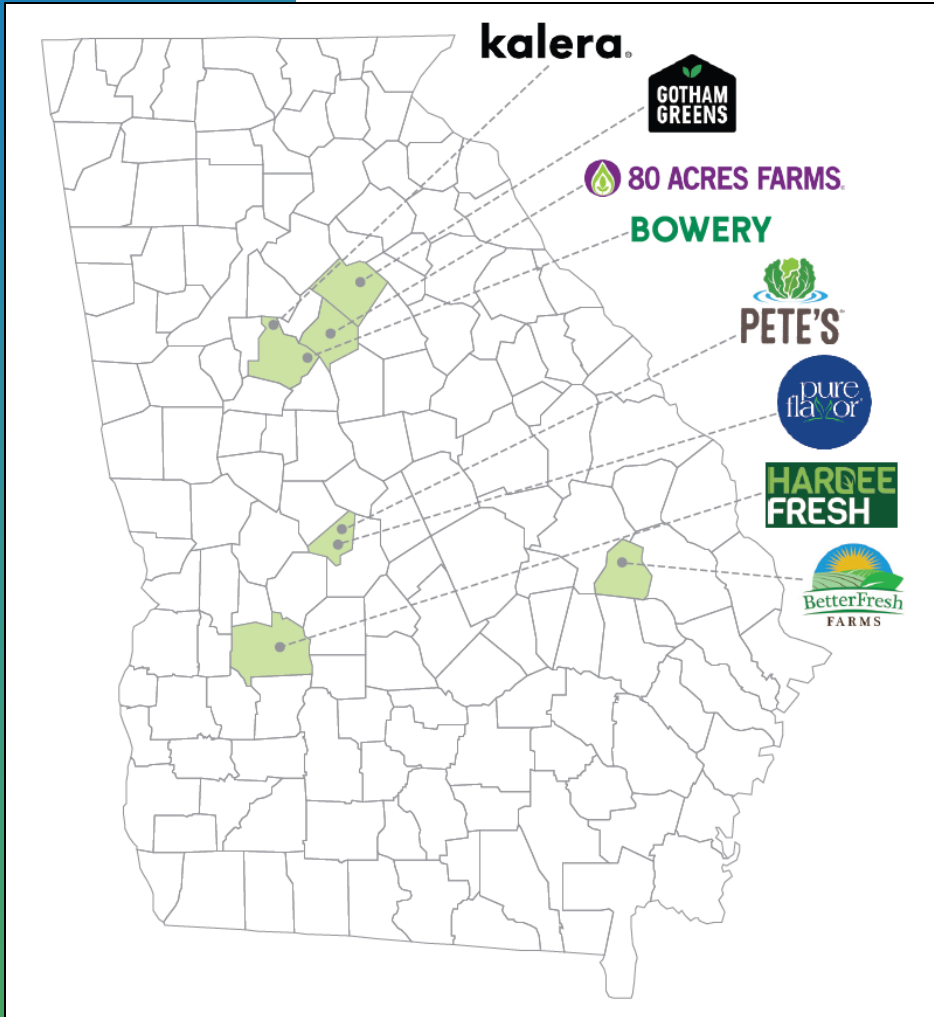 kalera
GOTHAM
GREENS
80 ACRES FARMS
BOWERY
PETE'S
pure
flavor
HARDEE
FRESH
BetterFresh
FARMS